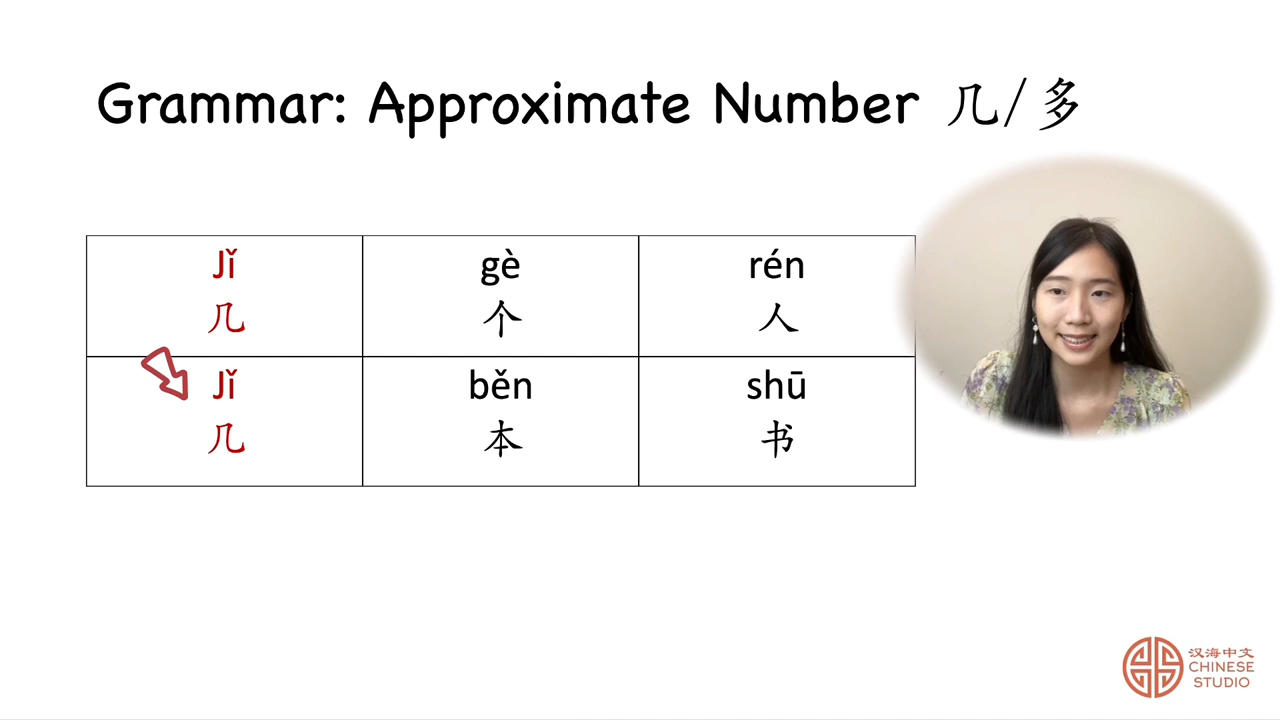 Grammar: Approximate Number 几/多
Jǐ gè rén
几 个 人
Jǐ běn shū
几 本 书
汉海中文
CHINESE
STUDIO